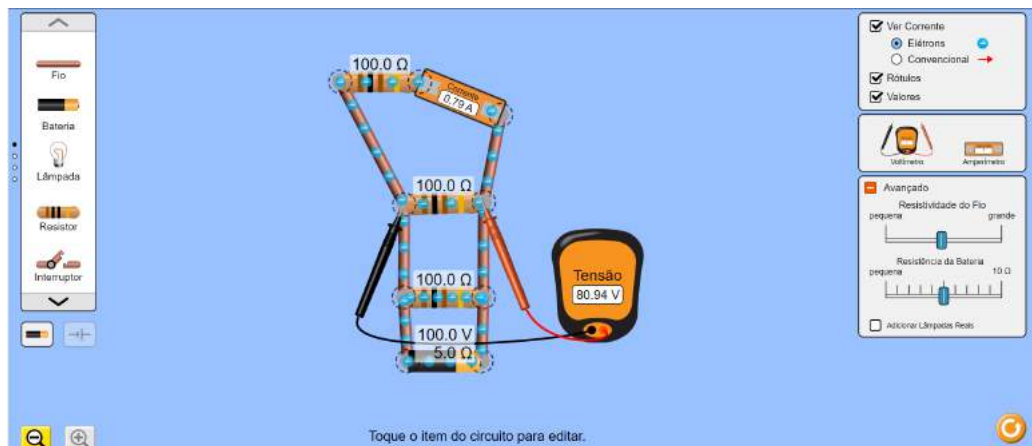 Fio
Bateria
Lâmpada
Resistor
Interruptor
100.0 Ω
Corrente
0.79 A
100.0 Ω
100.0 Ω
100.0 V
5.0 Ω
Tensão
80.94 V
Toque o item do circuito para editar.
Ver Corrente
Elétrons
Convencional
Rótulos
Valores
Voltímetro
Amperímetro
Avançado
Resistividade do Fio
pequena
grande
Resistência da Bateria
pequena
10 Ω
Adicionar Lâmpadas Reais